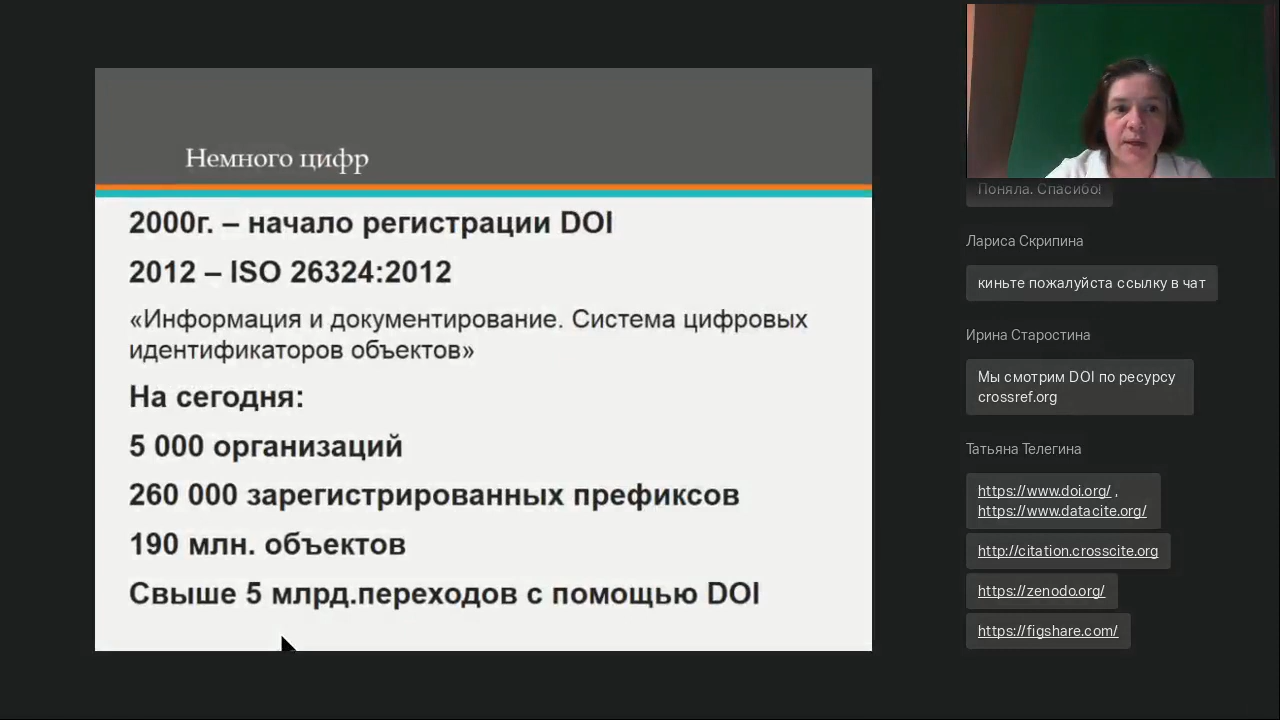 Немного цифр
2000г. – начало регистрации DOI
2012 – ISO 26324:2012
«Информация и документирование. Система цифровых
идентификаторов объектов»
На сегодня:
5 000 организаций
260 000 зарегистрированных префиксов
190 млн. объектов
Свыше 5 млрд.переходов с помощью DOI
Поняла. Спасибо!
Лариса Скрипина
киньте пожалуйста ссылку в чат
Ирина Старостина
Мы смотрим DOI по ресурсу
crossref.org
Татьяна Телегина
https://www.doi.org/ ,
https://www.datacite.org/
http://citation.crosscite.org
https://zenodo.org/
https://figshare.com/